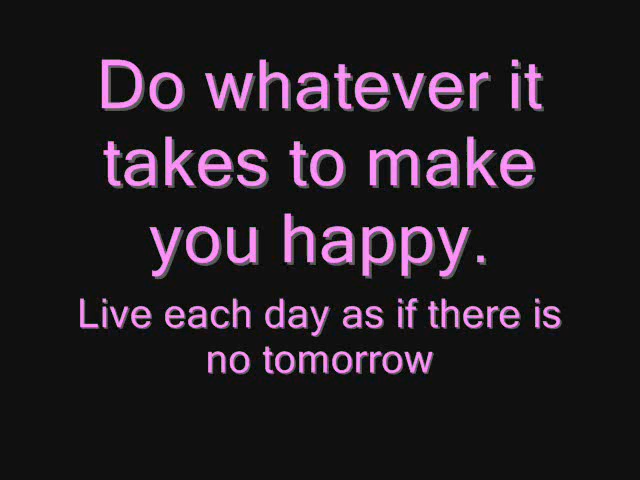 Do whatever it
takes to make
you happy.
Live each day as if there is
no tomorrow